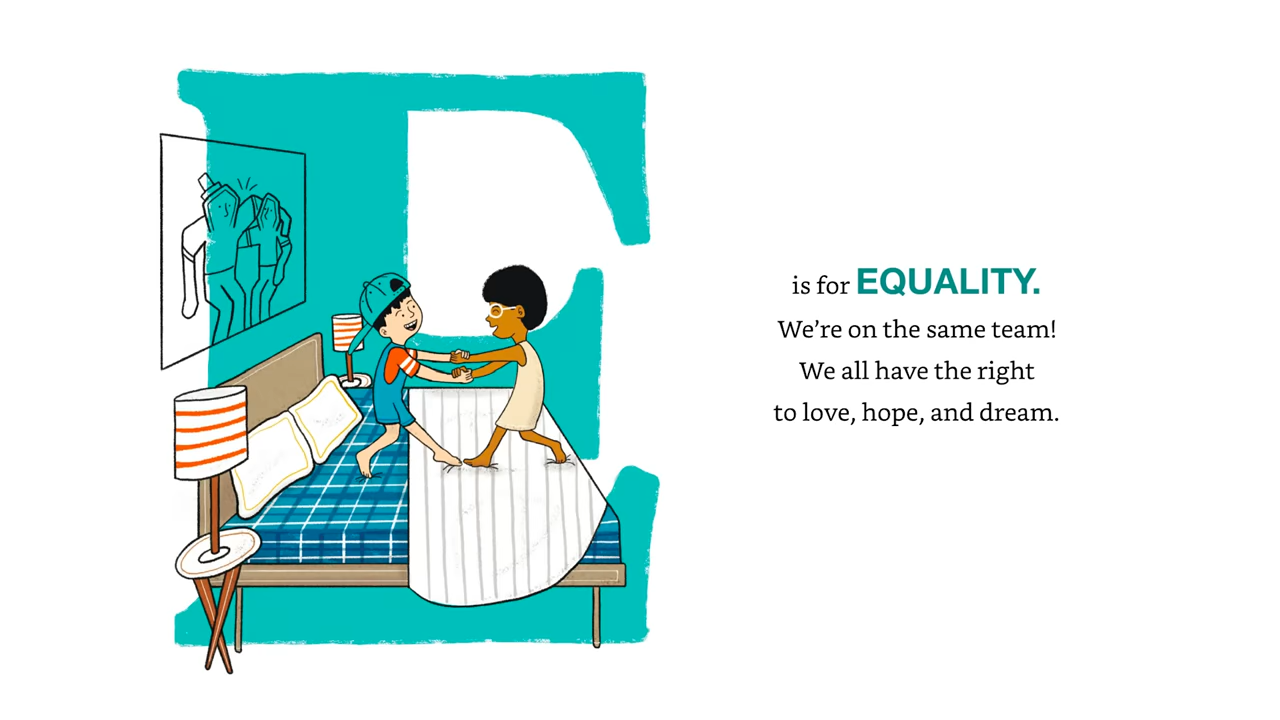 E
is for EQUALITY.
We’re on the same team!
We all have the right
to love, hope, and dream.